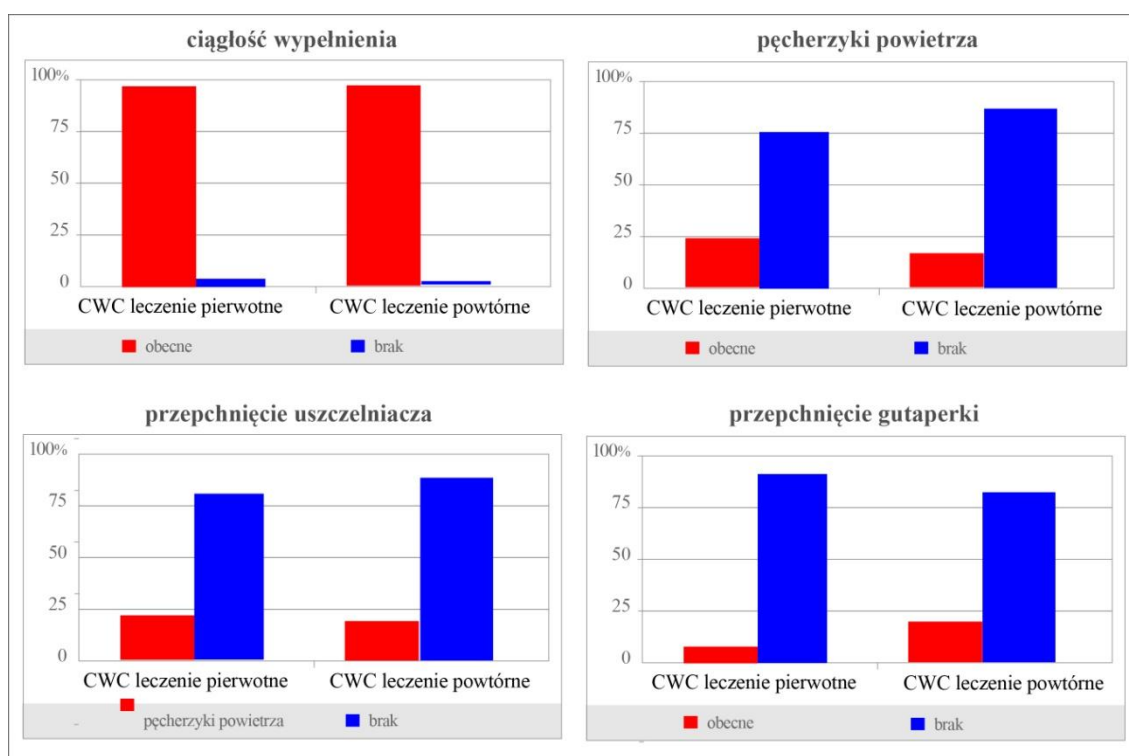 ciągłość wypełnienia
100%
75
50
25
0
CWC leczenie pierwotne CWC leczenie powtórne
obecne brak
pęcherzyki powietrza
100%
75
50
25
0
CWC leczenie pierwotne CWC leczenie powtórne
obecne brak
przepchnięcie uszczelniacza
100%
75
50
25
0
CWC leczenie pierwotne CWC leczenie powtórne
pęcherzyki powietrza brak
przepchnięcie gutaperki
100%
75
50
25
0
CWC leczenie pierwotne CWC leczenie powtórne
obecne brak